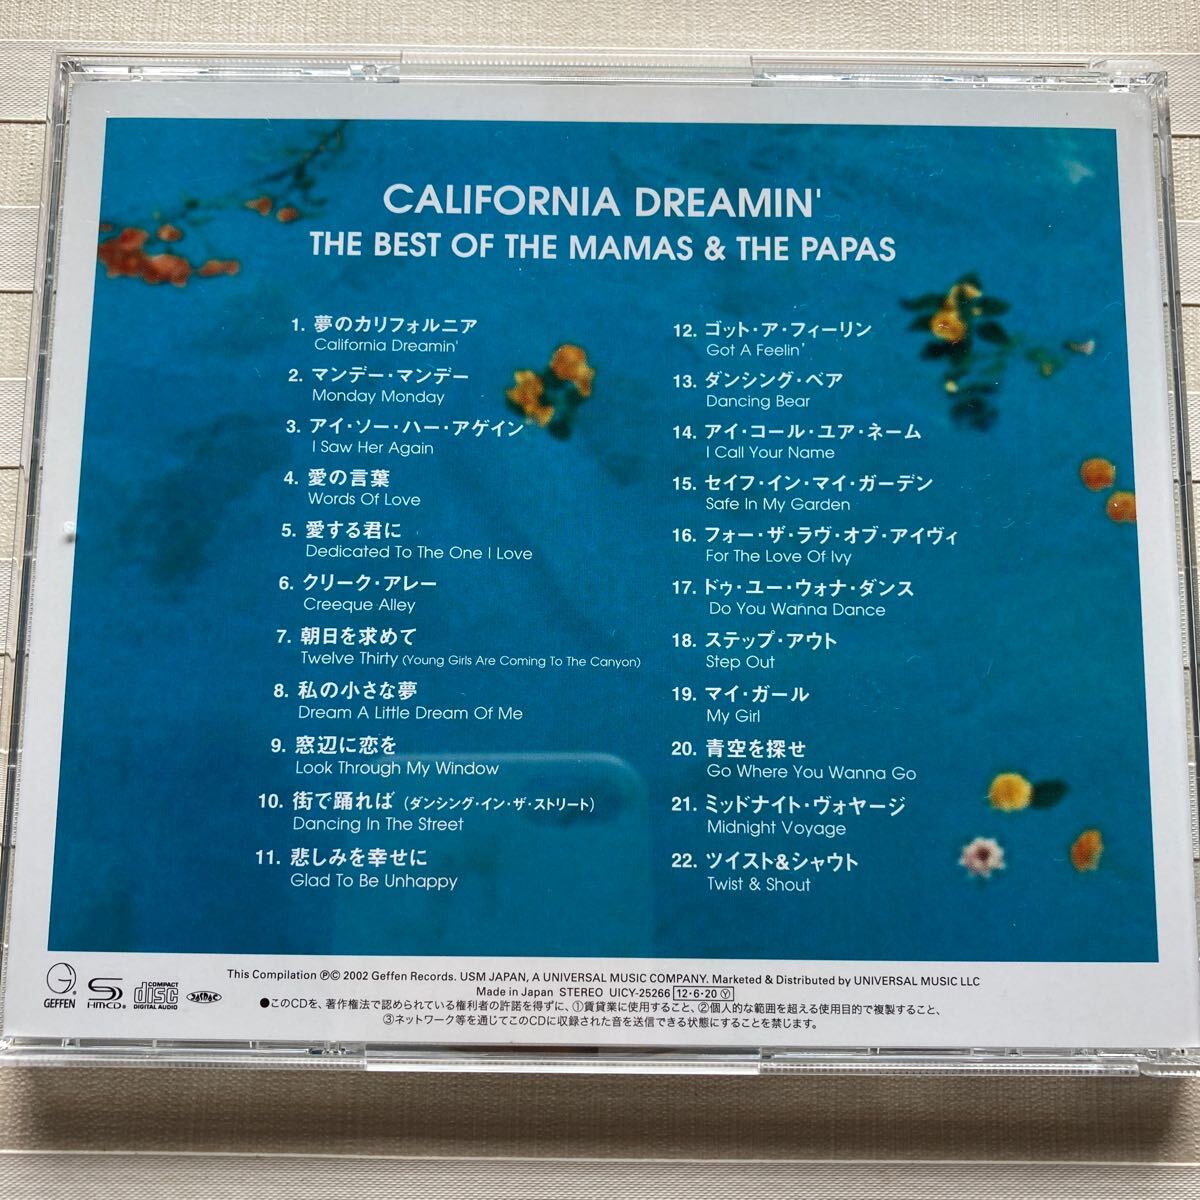 CALIFORNIA DREAMIN'
THE BEST OF THE MAMAS & THE PAPAS
1. 夢のカリフォルニア
California Dreamin'
2. マンデー・マンデー
Monday Monday
3. アイ・ソー・ハー・アゲイン
I Saw Her Again
4. 愛の言葉
Words Of Love
5. 愛する君に
Dedicated To The One I Love
6. クリーク・アレー
Creeque Alley
7. 朝日を求めて
Twelve Thirty (Young Girls Are Coming To The Canyon)
8. 私の小さな夢
Dream A Little Dream Of Me
9. 窓辺に恋を
Look Through My Window
10. 街で踊れば (ダンシング・イン・ザ・ストリート)
Dancing In The Street
11. 悲しみを幸せに
Glad To Be Unhappy
12. ゴット・ア・フィーリン
Got A Feelin'
13. ダンシング・ベア
Dancing Bear
14. アイ・コール・ユア・ネーム
I Call Your Name
15. セイフ・イン・マイ・ガーデン
Safe In My Garden
16. フォー・ザ・ラヴ・オブ・アイヴィ
For The Love Of Ivy
17. ドゥ・ユー・ウォナ・ダンス
Do You Wanna Dance
18. ステップ・アウト
Step Out
19. マイ・ガール
My Girl
20. 青空を探せ
Go Where You Wanna Go
21. ミッドナイト・ヴォヤージ
Midnight Voyage
22. ツイスト&シャウト
Twist & Shout
GEFFEN
SHMCD
COMPACT disc DIGITAL AUDIO
JASRAC
This Compilation ℗© 2002 Geffen Records. USM JAPAN, A UNIVERSAL MUSIC COMPANY. Marketed & Distributed by UNIVERSAL MUSIC LLC
Made in Japan STEREO UICY-25266 12・6・20 Ⓨ
●このCDを、著作権法で認められている権利者の許諾を得ずに、①賃貸業に使用すること、②個人的な範囲を超える使用目的で複製すること、
③ネットワーク等を通じてこのCDに収録された音を送信できる状態にすることを禁じます。